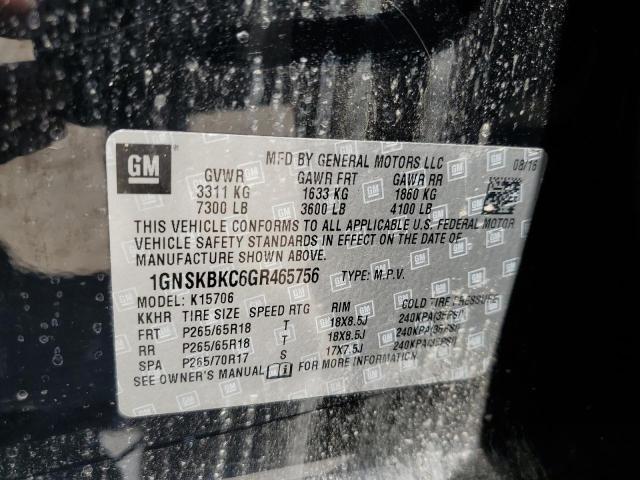 GM
MFD BY GENERAL MOTORS LLC
08/16
GVWR GAWR FRT GAWR RR
3311 KG 1633 KG 1860 KG
7300 LB 3600 LB 4100 LB
THIS VEHICLE CONFORMS TO ALL APPLICABLE U.S. FEDERAL MOTOR
VEHICLE SAFETY STANDARDS IN EFFECT ON THE DATE OF
MANUFACTURE SHOWN ABOVE.
1GNSKBKC6GR465756 TYPE: M.P.V.
MODEL: K15706
KKHR TIRE SIZE SPEED RTG RIM COLD TIRE PRESSURE
FRT P265/65R18 T 18X8.5J 240KPA(35PSI)
RR P265/65R18 T 18X8.5J 240KPA(35PSI)
SPA P265/70R17 S 17X7.5J 240KPA(35PSI)
SEE OWNER'S MANUAL i FOR MORE INFORMATION